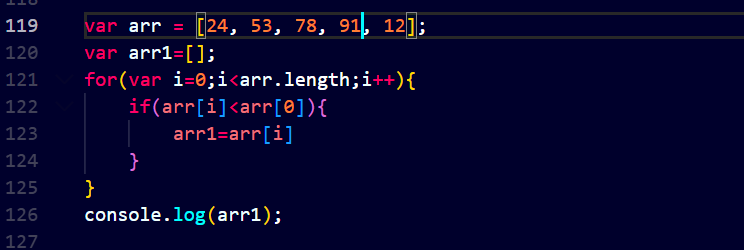 119 var arr = [24, 53, 78, 91, 12];
120 var arr1=[];
121 for(var i=0;i<arr.length;i++){
122 if(arr[i]<arr[0]){
123 arr1=arr[i]
124 }
125 }
126 console.log(arr1);
127